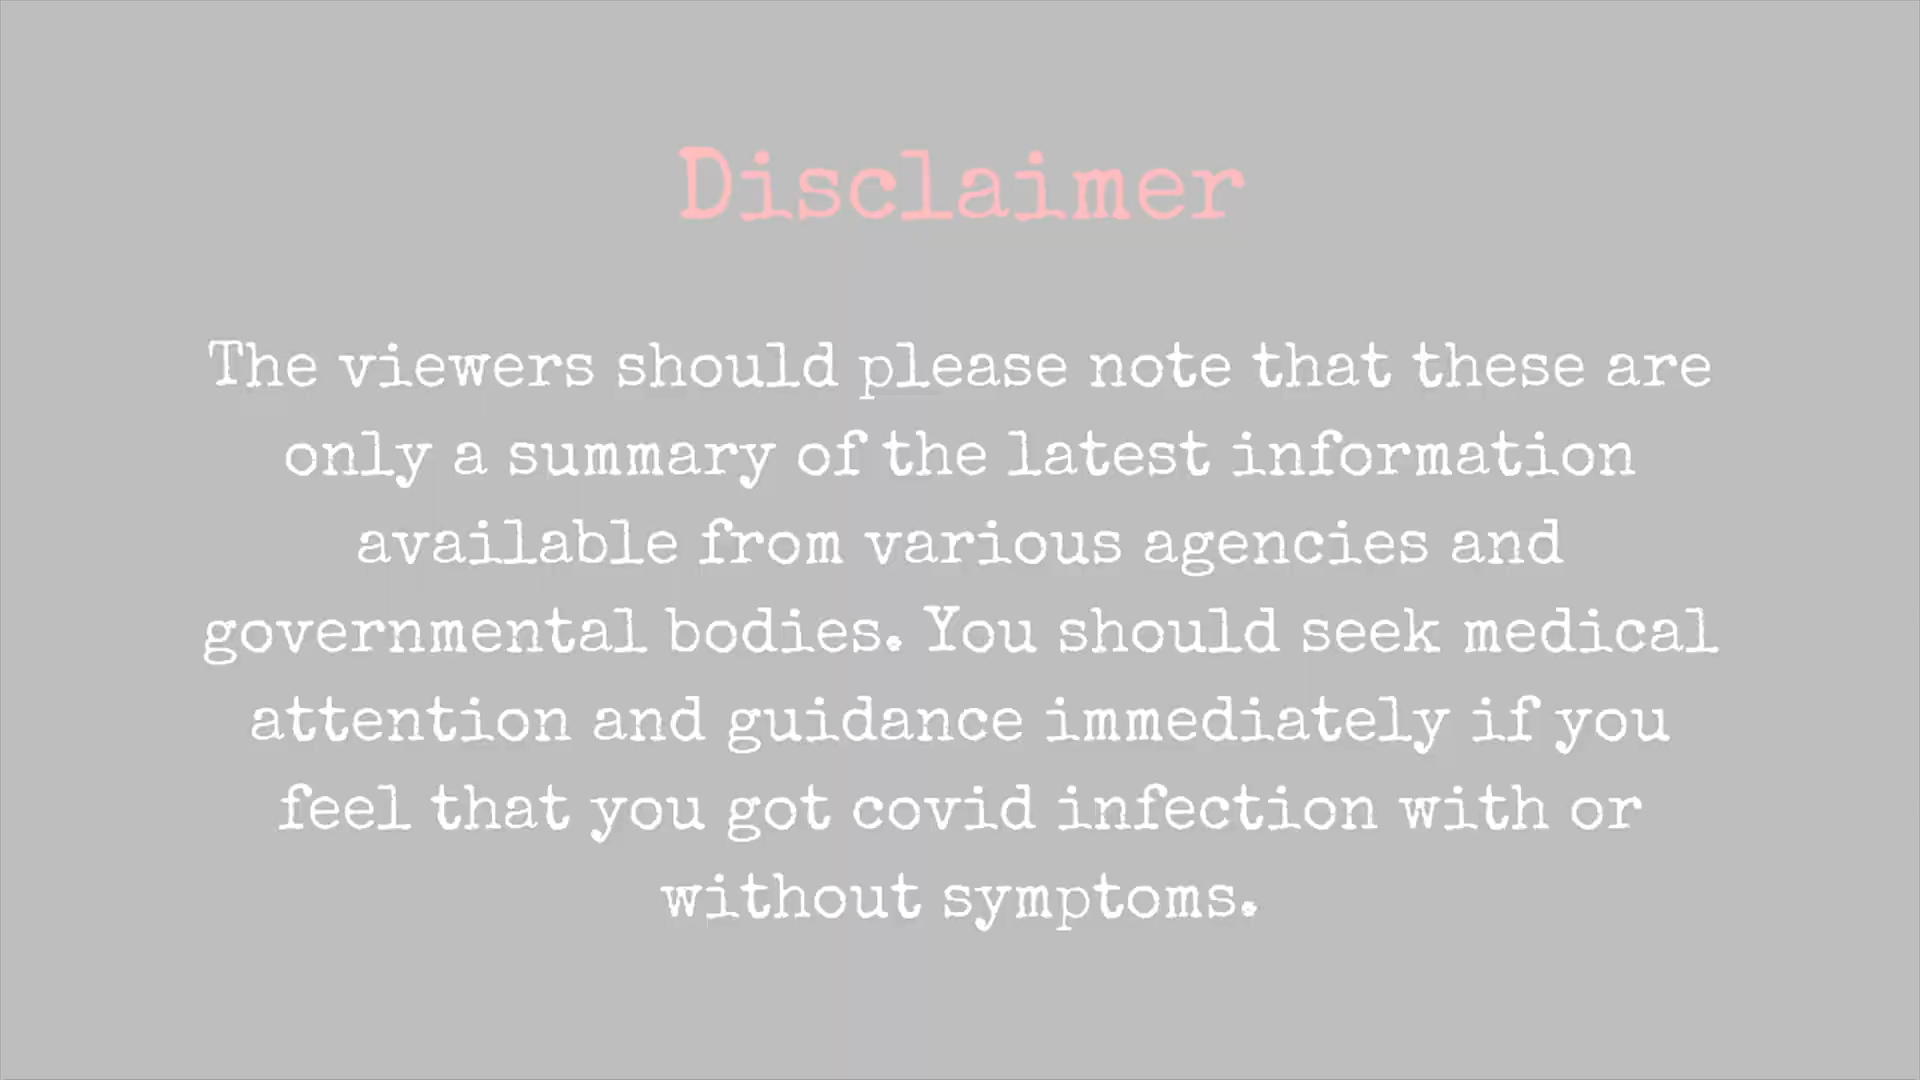 Disclaimer
The viewers should please note that these are
only a summary of the latest information
available from various agencies and
governmental bodies. You should seek medical
attention and guidance immediately if you
feel that you got covid infection with or
without symptoms.